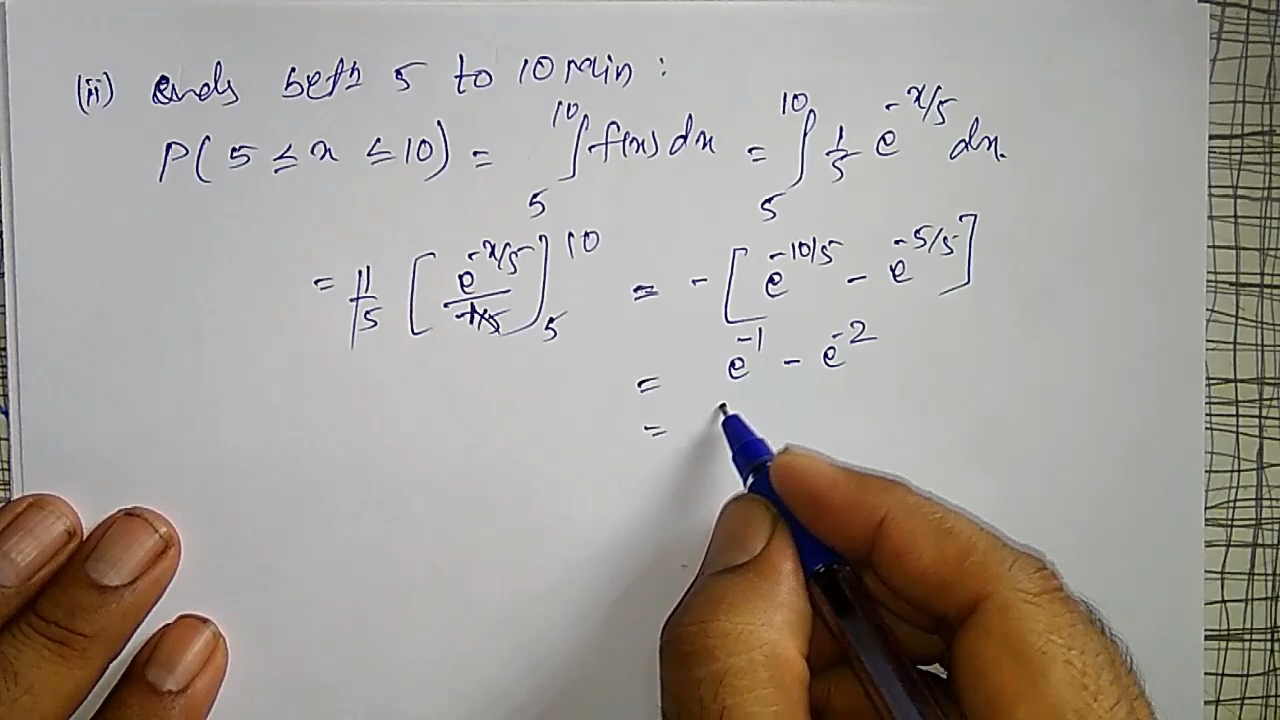 (ii) ends betn 5 to 10 min :
P( 5 ≤ x ≤ 10) = ∫₅¹⁰ f(x) dx = ∫₅¹⁰ 1/5 e^(-x/5) dx.
= 1/5 [ e^(-x/5) / -1/5 ]₅¹⁰ = - [ e^(-10/5) - e^(-5/5) ]
= e^(-1) - e^(-2)
=